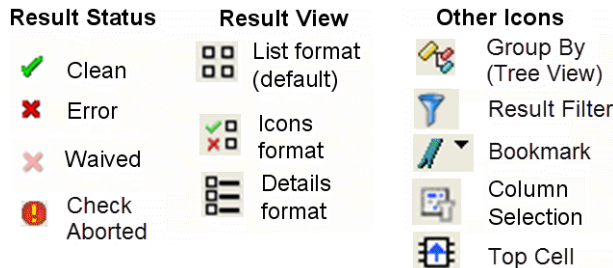 Result Status
Clean
Error
Waived
Check
Aborted
Result View
List format
(default)
Icons
format
Details
format
Other Icons
Group By
(Tree View)
Result Filter
Bookmark
Column
Selection
Top Cell